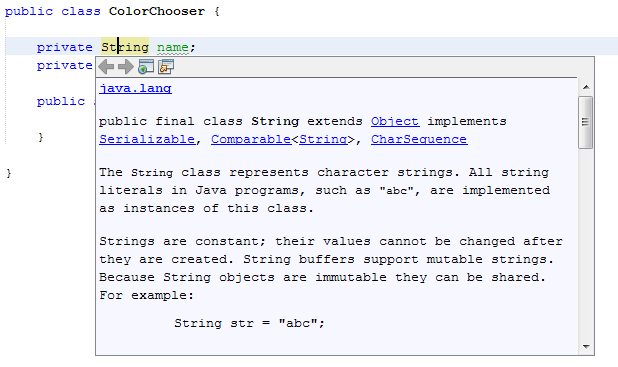 public class ColorChooser {
private String name;
private
public
java.lang
public final class String extends Object implements
Serializable, Comparable<String>, CharSequence
The String class represents character strings. All string
literals in Java programs, such as "abc", are implemented
as instances of this class.
Strings are constant; their values cannot be changed after
they are created. String buffers support mutable strings.
Because String objects are immutable they can be shared.
For example:
String str = "abc";
}
}